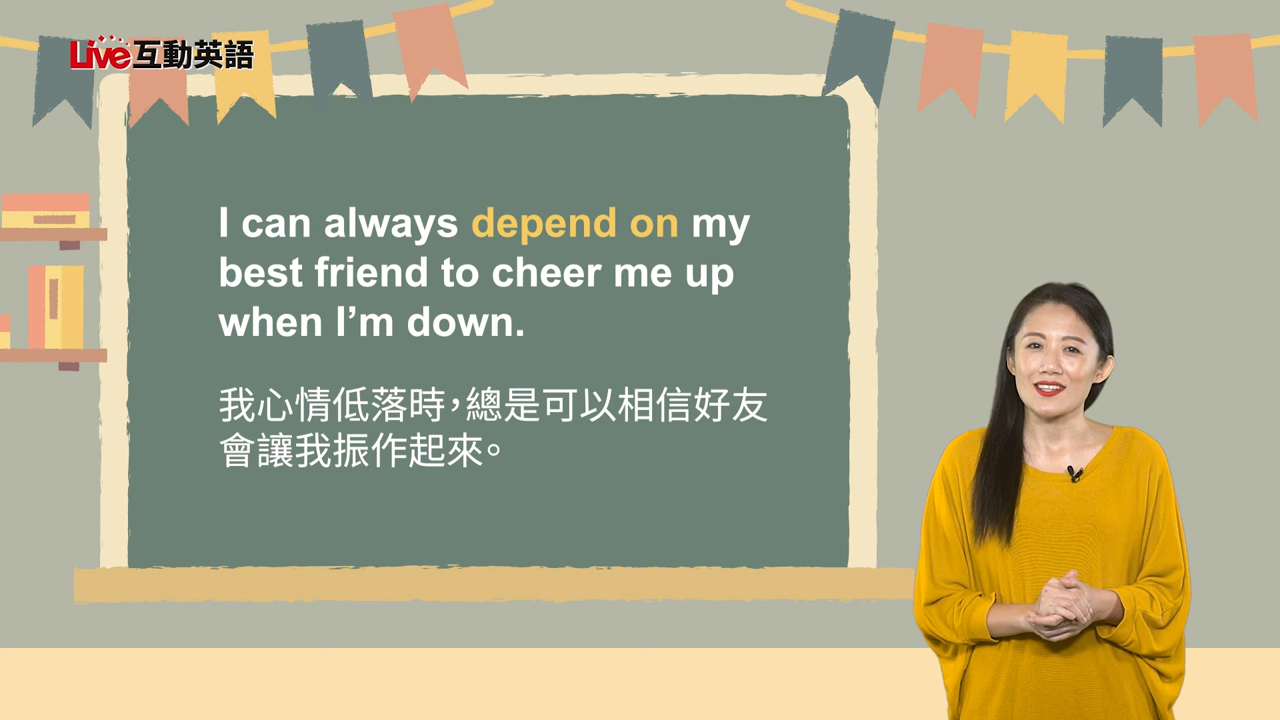 Live互動英語
I can always depend on my
best friend to cheer me up
when I’m down.
我心情低落時，總是可以相信好友
會讓我振作起來。